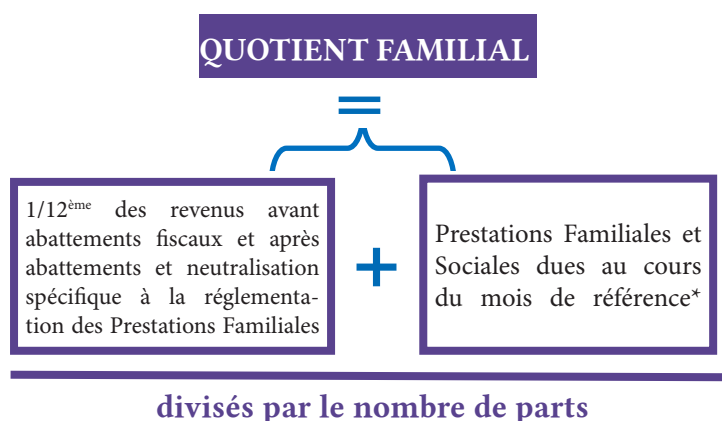 QUOTIENT FAMILIAL
=
1/12ème des revenus avant
abattements fiscaux et après
abattements et neutralisation
spécifique à la réglementa-
tion des Prestations Familiales
+
Prestations Familiales et
Sociales dues au cours
du mois de référence*
divisés par le nombre de parts